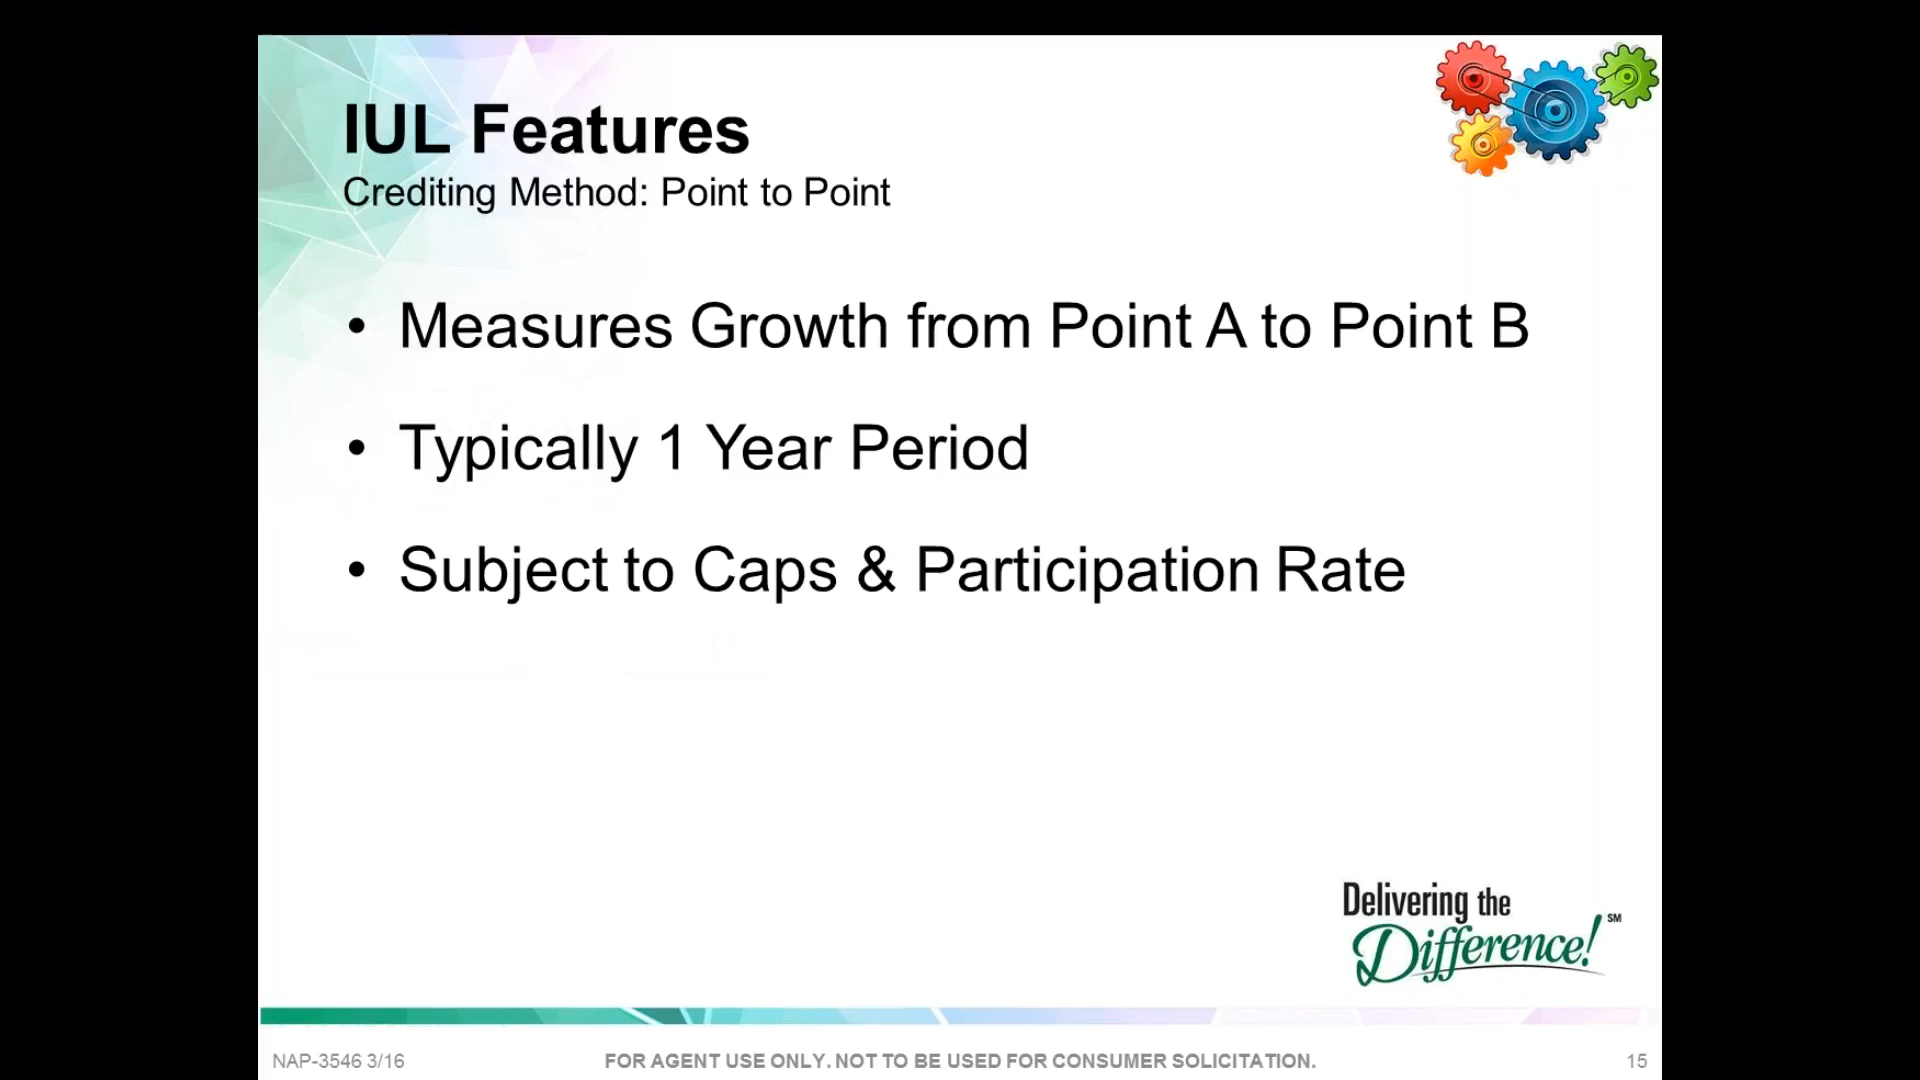 IUL Features
Crediting Method: Point to Point
• Measures Growth from Point A to Point B
• Typically 1 Year Period
• Subject to Caps & Participation Rate
Delivering the
Difference! SM
NAP-3546 3/16
FOR AGENT USE ONLY. NOT TO BE USED FOR CONSUMER SOLICITATION.
15